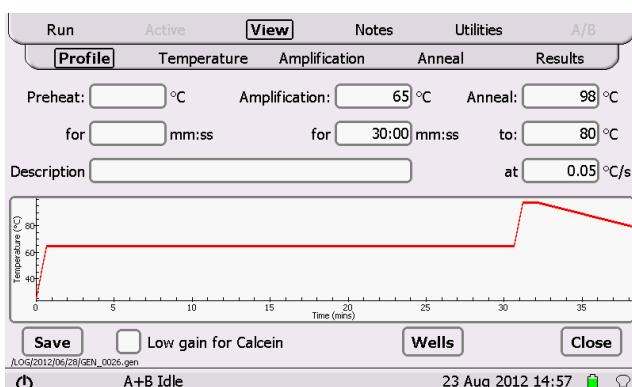 Run Active View Notes Utilities A/B
Profile Temperature Amplification Anneal Results
Preheat: °C Amplification: 65 °C Anneal: 98 °C
for mm:ss for 30:00 mm:ss to: 80 °C
Description at 0.05 °C/s
Temperature (°C)
80
60
40
0 5 10 15 20 25 30 35
Time (mins)
Save Low gain for Calcein Wells Close
/LOG/2012/06/28/GEN_0026.gen
A+B Idle 23 Aug 2012 14:57